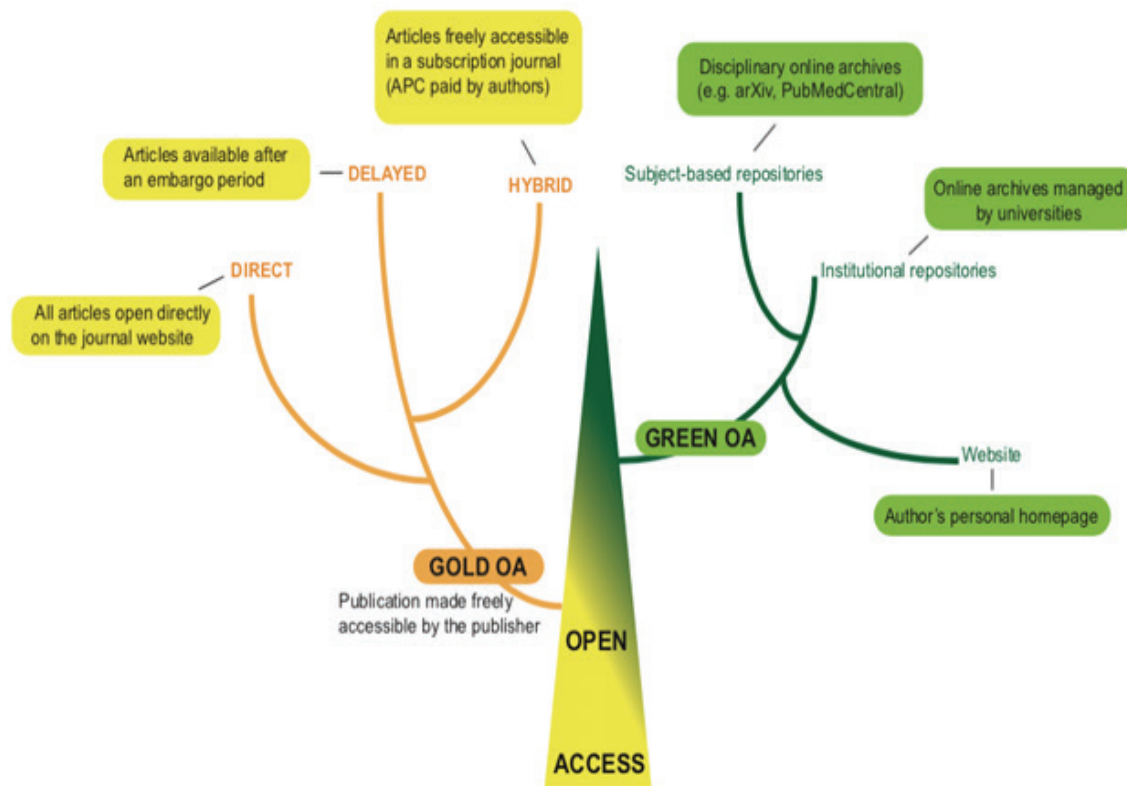 Articles freely accessible
in a subscription journal
(APC paid by authors)
Disciplinary online archives
(e.g. arXiv, PubMedCentral)
Articles available after
an embargo period
DELAYED
HYBRID
Subject-based repositories
Online archives managed
by universities
DIRECT
Institutional repositories
All articles open directly
on the journal website
GREEN OA
Website
Author's personal homepage
GOLD OA
Publication made freely
accessible by the publisher
OPEN
ACCESS